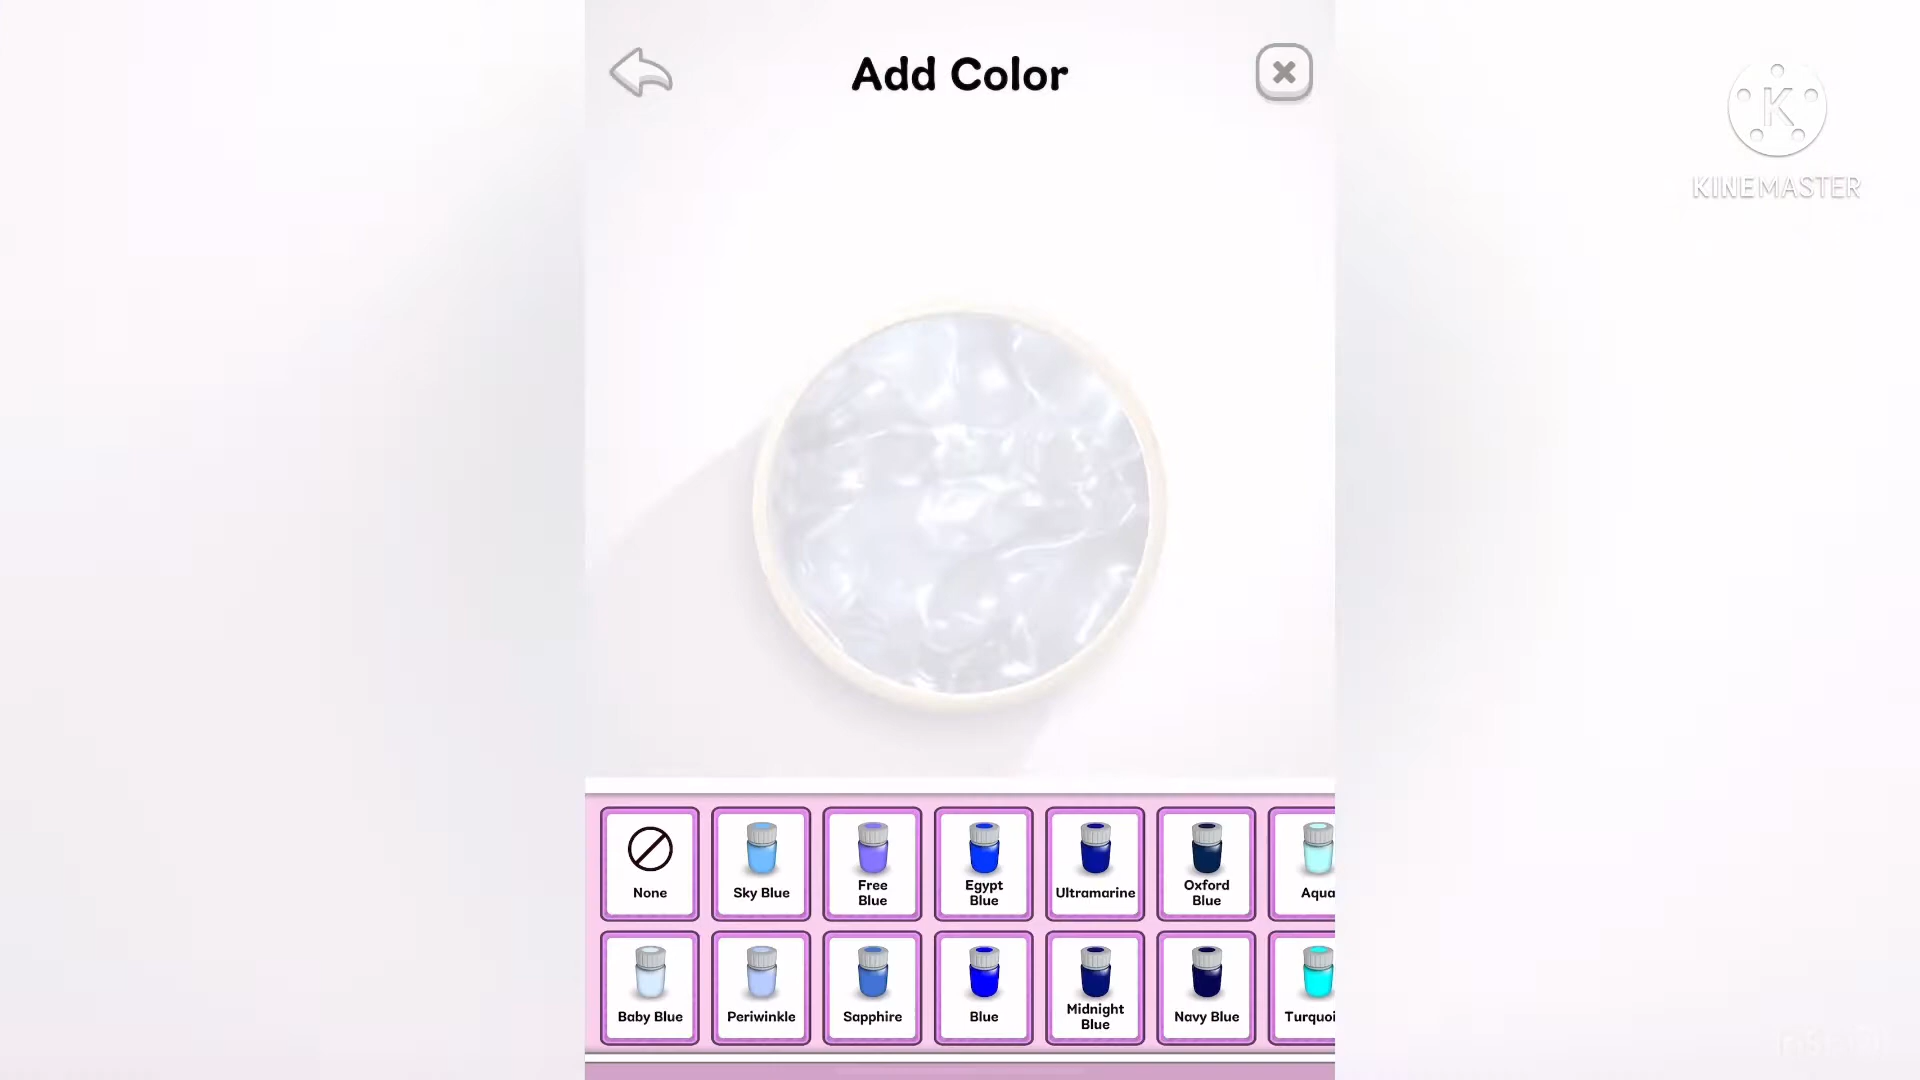 Add Color
K
KINEMASTER
None
Sky Blue
Free
Blue
Egypt
Blue
Ultramarine
Oxford
Blue
Aqua
Baby Blue
Periwinkle
Sapphire
Blue
Midnight
Blue
Navy Blue
Turquoi